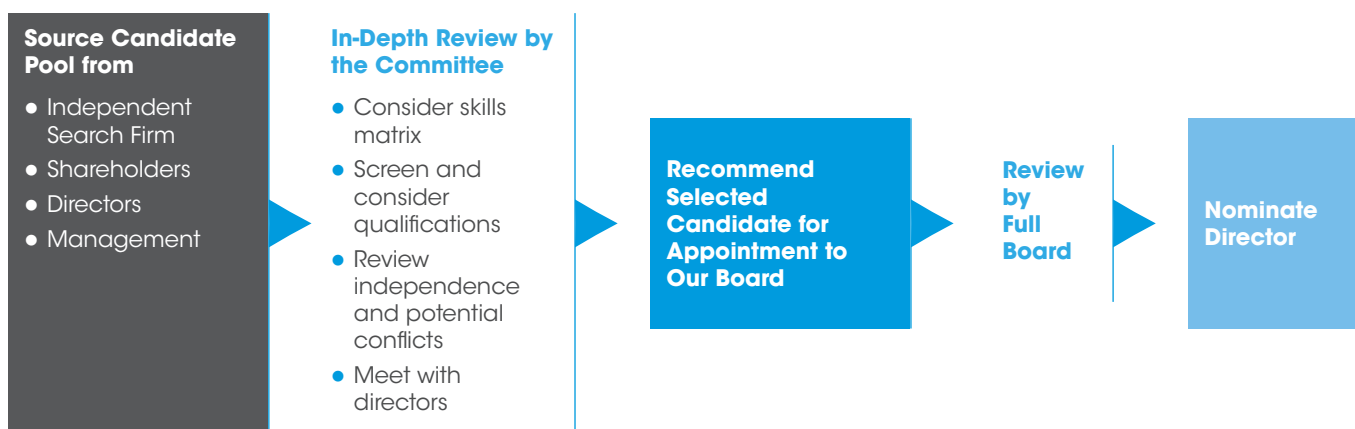 Source Candidate
Pool from
● Independent
Search Firm
● Shareholders
● Directors
● Management
In-Depth Review by
the Committee
● Consider skills
matrix
● Screen and
consider
qualifications
● Review
independence
and potential
conflicts
● Meet with
directors
Recommend
Selected
Candidate for
Appointment to
Our Board
Review
by
Full
Board
Nominate
Director